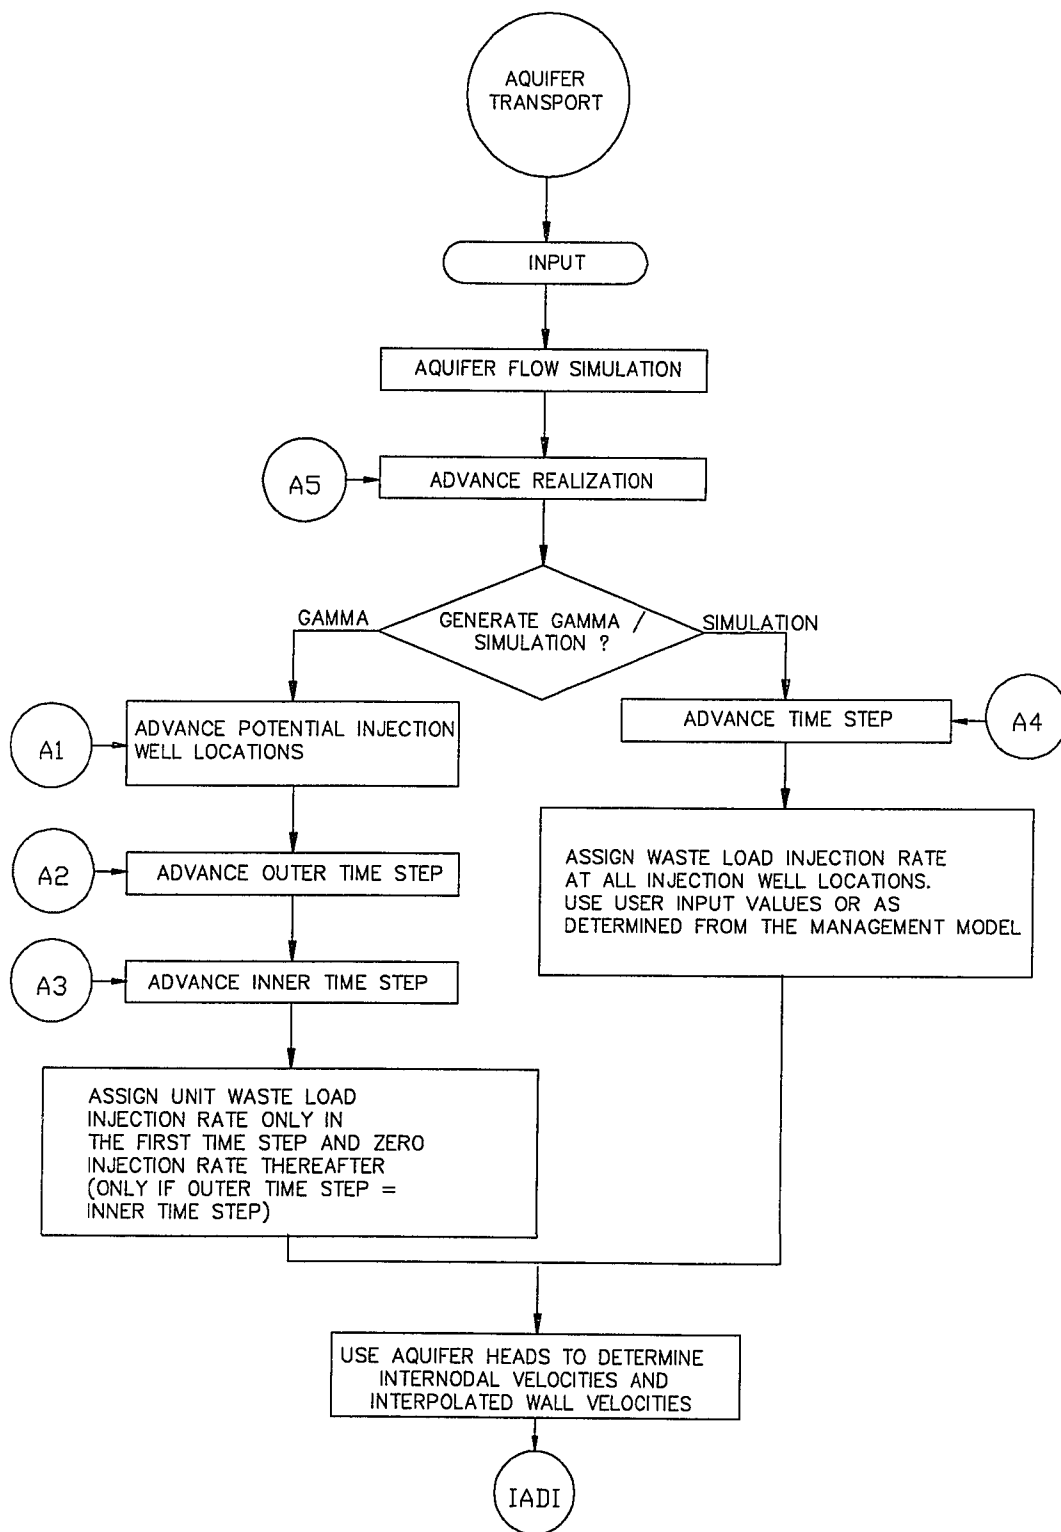 AQUIFER
TRANSPORT
INPUT
AQUIFER FLOW SIMULATION
A5
ADVANCE REALIZATION
GAMMA
GENERATE GAMMA /
SIMULATION ?
SIMULATION
A1
ADVANCE POTENTIAL INJECTION
WELL LOCATIONS
ADVANCE TIME STEP
A4
A2
ADVANCE OUTER TIME STEP
ASSIGN WASTE LOAD INJECTION RATE
AT ALL INJECTION WELL LOCATIONS.
USE USER INPUT VALUES OR AS
DETERMINED FROM THE MANAGEMENT MODEL
A3
ADVANCE INNER TIME STEP
ASSIGN UNIT WASTE LOAD
INJECTION RATE ONLY IN
THE FIRST TIME STEP AND ZERO
INJECTION RATE THEREAFTER
(ONLY IF OUTER TIME STEP =
INNER TIME STEP)
USE AQUIFER HEADS TO DETERMINE
INTERNODAL VELOCITIES AND
INTERPOLATED WALL VELOCITIES
IADI